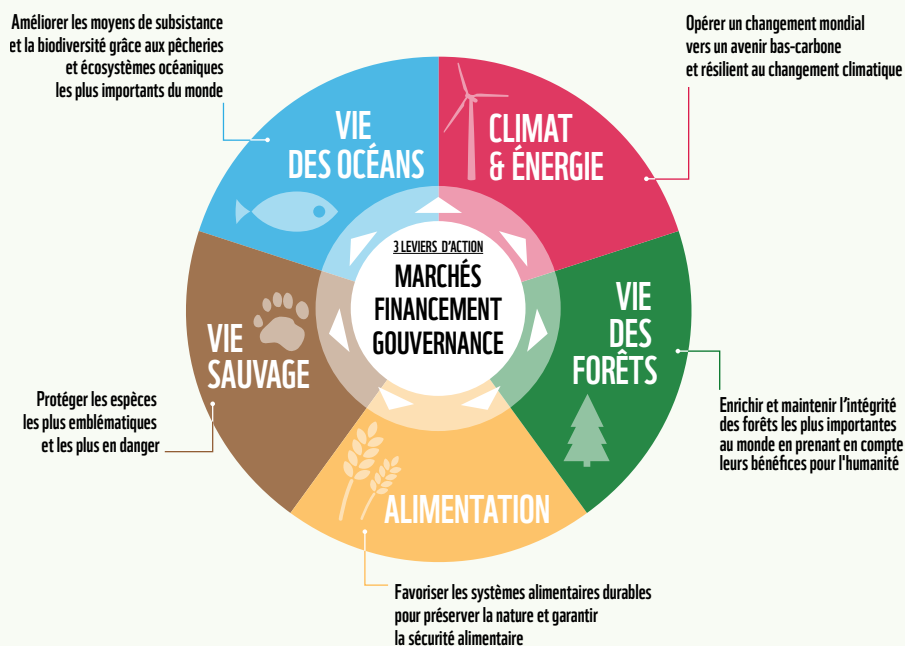 Améliorer les moyens de subsistance
et la biodiversité grâce aux pêcheries
et écosystèmes océaniques
les plus importants du monde
Opérer un changement mondial
vers un avenir bas-carbone
et résilient au changement climatique
VIE
DES OCÉANS
CLIMAT
& ÉNERGIE
3 LEVIERS D'ACTION
MARCHÉS
FINANCEMENT
GOUVERNANCE
VIE
SAUVAGE
VIE
DES
FORÊTS
Protéger les espèces
les plus emblématiques
et les plus en danger
Enrichir et maintenir l'intégrité
des forêts les plus importantes
au monde en prenant en compte
leurs bénéfices pour l'humanité
ALIMENTATION
Favoriser les systèmes alimentaires durables
pour préserver la nature et garantir
la sécurité alimentaire